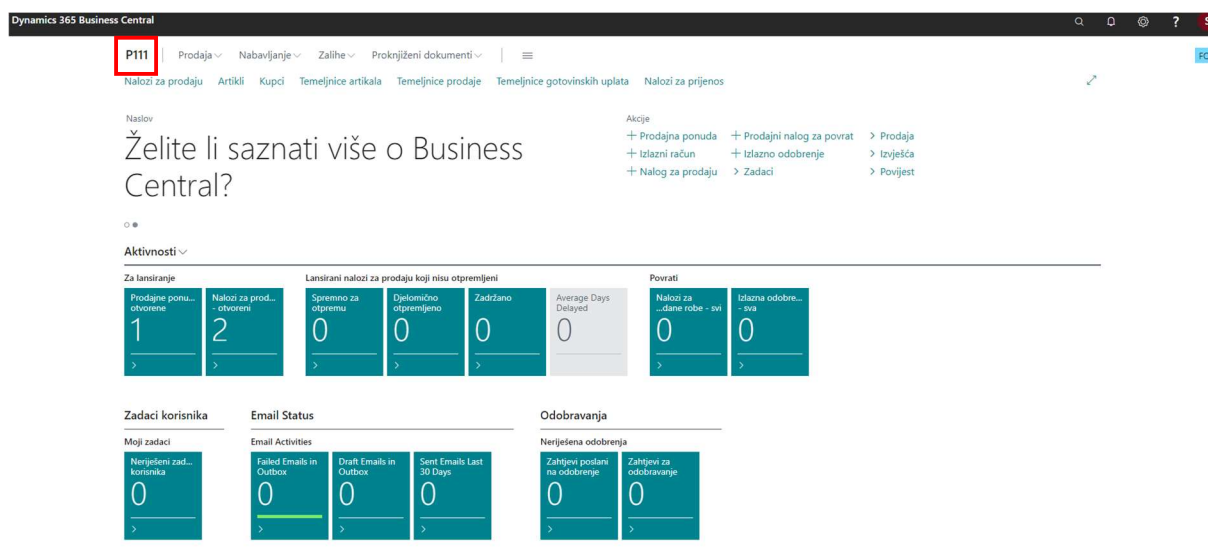 Dynamics 365 Business Central
?
P111
Prodaja
Nabavljanje
Zalihe
Proknjiženi dokumenti
Nalozi za prodaju
Artikli
Kupci
Temeljnice artikala
Temeljnice prodaje
Temeljnice gotovinskih uplata
Nalozi za prijenos
Naslov
Želite li saznati više o Business
Central?
Akcije
+ Prodajna ponuda
+ Prodajni nalog za povrat
> Prodaja
+ Izlazni račun
+ Izlazno odobrenje
> Izvješća
+ Nalog za prodaju
> Zadaci
> Povijest
Aktivnosti
Za lansiranje
Prodajne ponu...
otvorene
1
Nalozi za prod...
- otvoreni
2
Lansirani nalozi za prodaju koji nisu otpremljeni
Spremno za
otpremu
0
Djelomično
otpremljeno
0
Zadržano
0
Average Days
Delayed
0
Povrati
Nalozi za
...dane robe - svi
0
Izlazna odobre...
- sva
0
Zadaci korisnika
Moji zadaci
Neriješeni zad...
korisnika
0
Email Status
Email Activities
Failed Emails in
Outbox
0
Draft Emails in
Outbox
0
Sent Emails Last
30 Days
0
Odobravanja
Neriješena odobrenja
Zahtjevi poslani
na odobrenje
0
Zahtjevi za
odobravanje
0